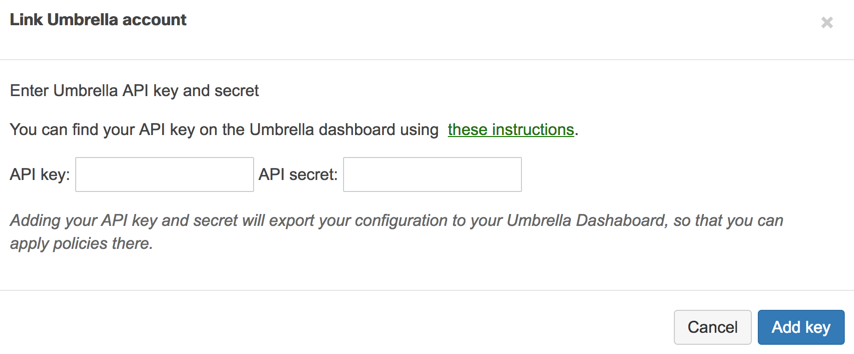 Link Umbrella account
×
Enter Umbrella API key and secret
You can find your API key on the Umbrella dashboard using these instructions.
API key: API secret:
Adding your API key and secret will export your configuration to your Umbrella Dashaboard, so that you can
apply policies there.
Cancel Add key